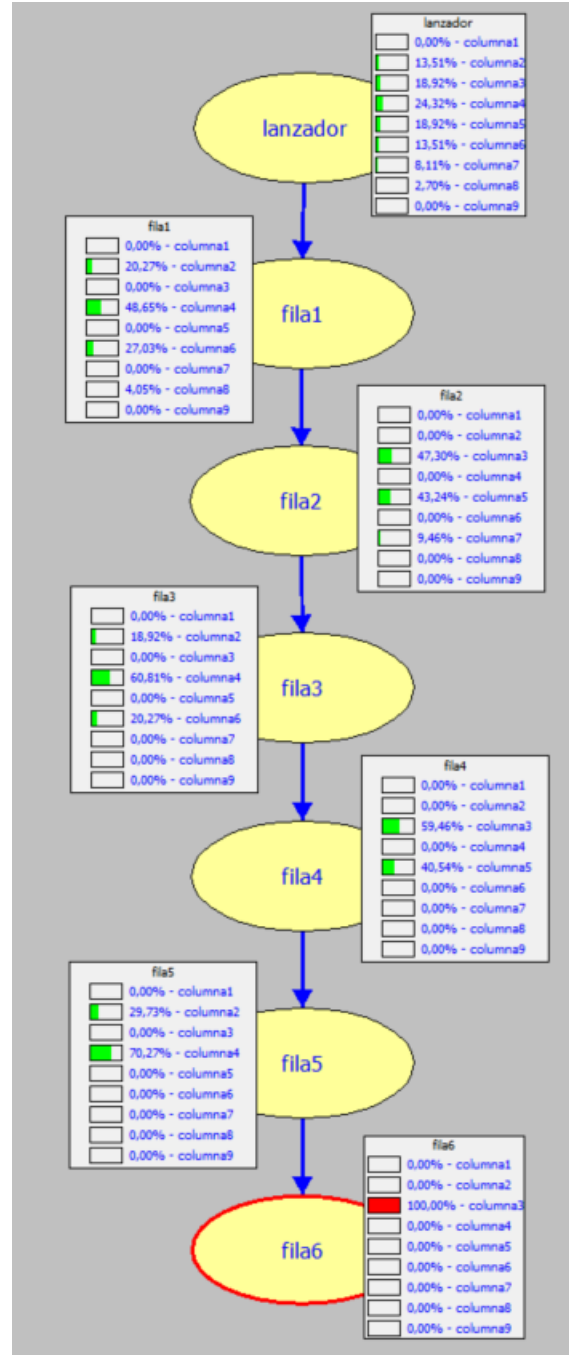 lanzador
0,00% - columna1
13,51% - columna2
18,92% - columna3
24,32% - columna4
18,92% - columna5
13,51% - columna6
8,11% - columna7
2,70% - columna8
0,00% - columna9
lanzador
fila1
0,00% - columna1
20,27% - columna2
0,00% - columna3
48,65% - columna4
0,00% - columna5
27,03% - columna6
0,00% - columna7
4,05% - columna8
0,00% - columna9
fila1
fila2
0,00% - columna1
0,00% - columna2
47,30% - columna3
0,00% - columna4
43,24% - columna5
0,00% - columna6
9,46% - columna7
0,00% - columna8
0,00% - columna9
fila2
fila3
0,00% - columna1
18,92% - columna2
0,00% - columna3
60,81% - columna4
0,00% - columna5
20,27% - columna6
0,00% - columna7
0,00% - columna8
0,00% - columna9
fila3
fila4
0,00% - columna1
0,00% - columna2
59,46% - columna3
0,00% - columna4
40,54% - columna5
0,00% - columna6
0,00% - columna7
0,00% - columna8
0,00% - columna9
fila4
fila5
0,00% - columna1
29,73% - columna2
0,00% - columna3
70,27% - columna4
0,00% - columna5
0,00% - columna6
0,00% - columna7
0,00% - columna8
0,00% - columna9
fila5
fila6
0,00% - columna1
0,00% - columna2
100,00% - columna3
0,00% - columna4
0,00% - columna5
0,00% - columna6
0,00% - columna7
0,00% - columna8
0,00% - columna9
fila6